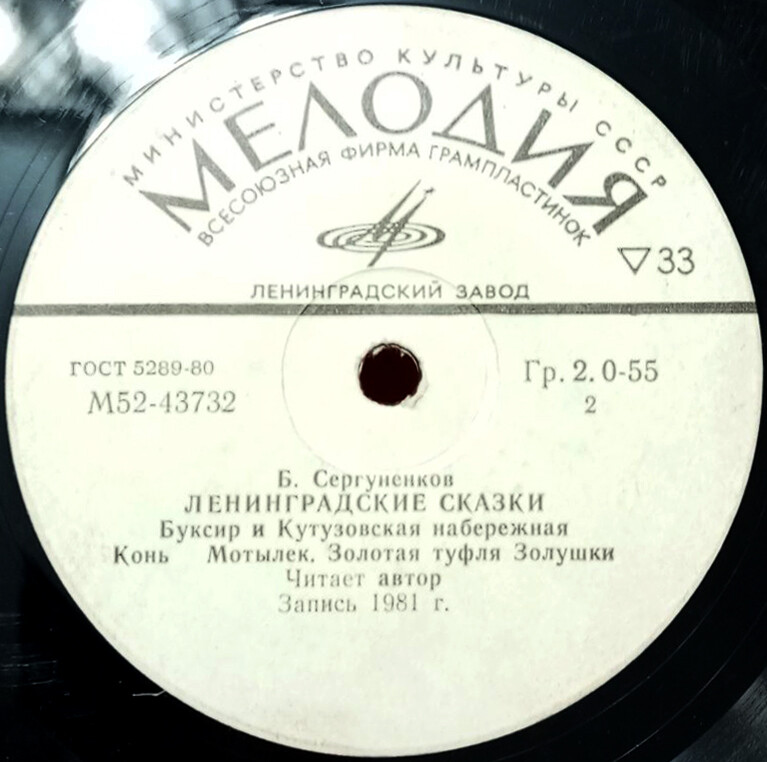 МИНИСТЕРСТВО КУЛЬТУРЫ СССР
МЕЛОДИЯ
ВСЕСОЮЗНАЯ ФИРМА ГРАМПЛАСТИНОК
▽33
ЛЕНИНГРАДСКИЙ ЗАВОД
ГОСТ 5289-80
М52-43732
Гр. 2. 0-55
2
Б. Сергуненков
ЛЕНИНГРАДСКИЕ СКАЗКИ
Буксир и Кутузовская набережная
Конь Мотылек. Золотая туфля Золушки
Читает автор
Запись 1981 г.